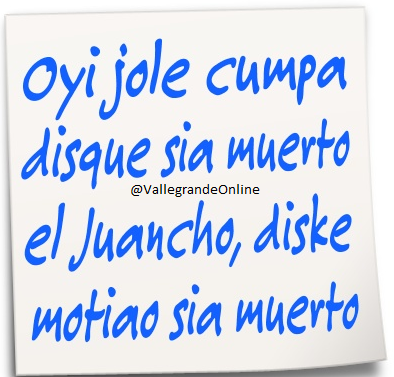 Oyi jole cumpa
disque sia muerto
@VallegrandeOnline
el Juancho, diske
motiao sia muerto